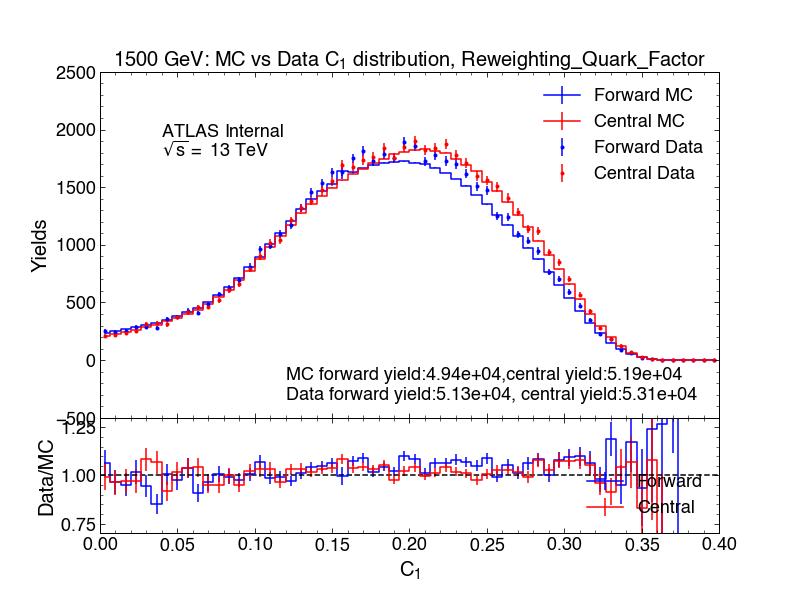 1500 GeV: MC vs Data C₁ distribution, Reweighting_Quark_Factor
2500
2000
1500
1000
500
0
−500
Yields
ATLAS Internal
√s = 13 TeV
Forward MC
Central MC
Forward Data
Central Data
MC forward yield:4.94e+04,central yield:5.19e+04
Data forward yield:5.13e+04, central yield:5.31e+04
1.25
1.00
0.75
Data/MC
Forward
Central
0.00 0.05 0.10 0.15 0.20 0.25 0.30 0.35 0.40
C₁